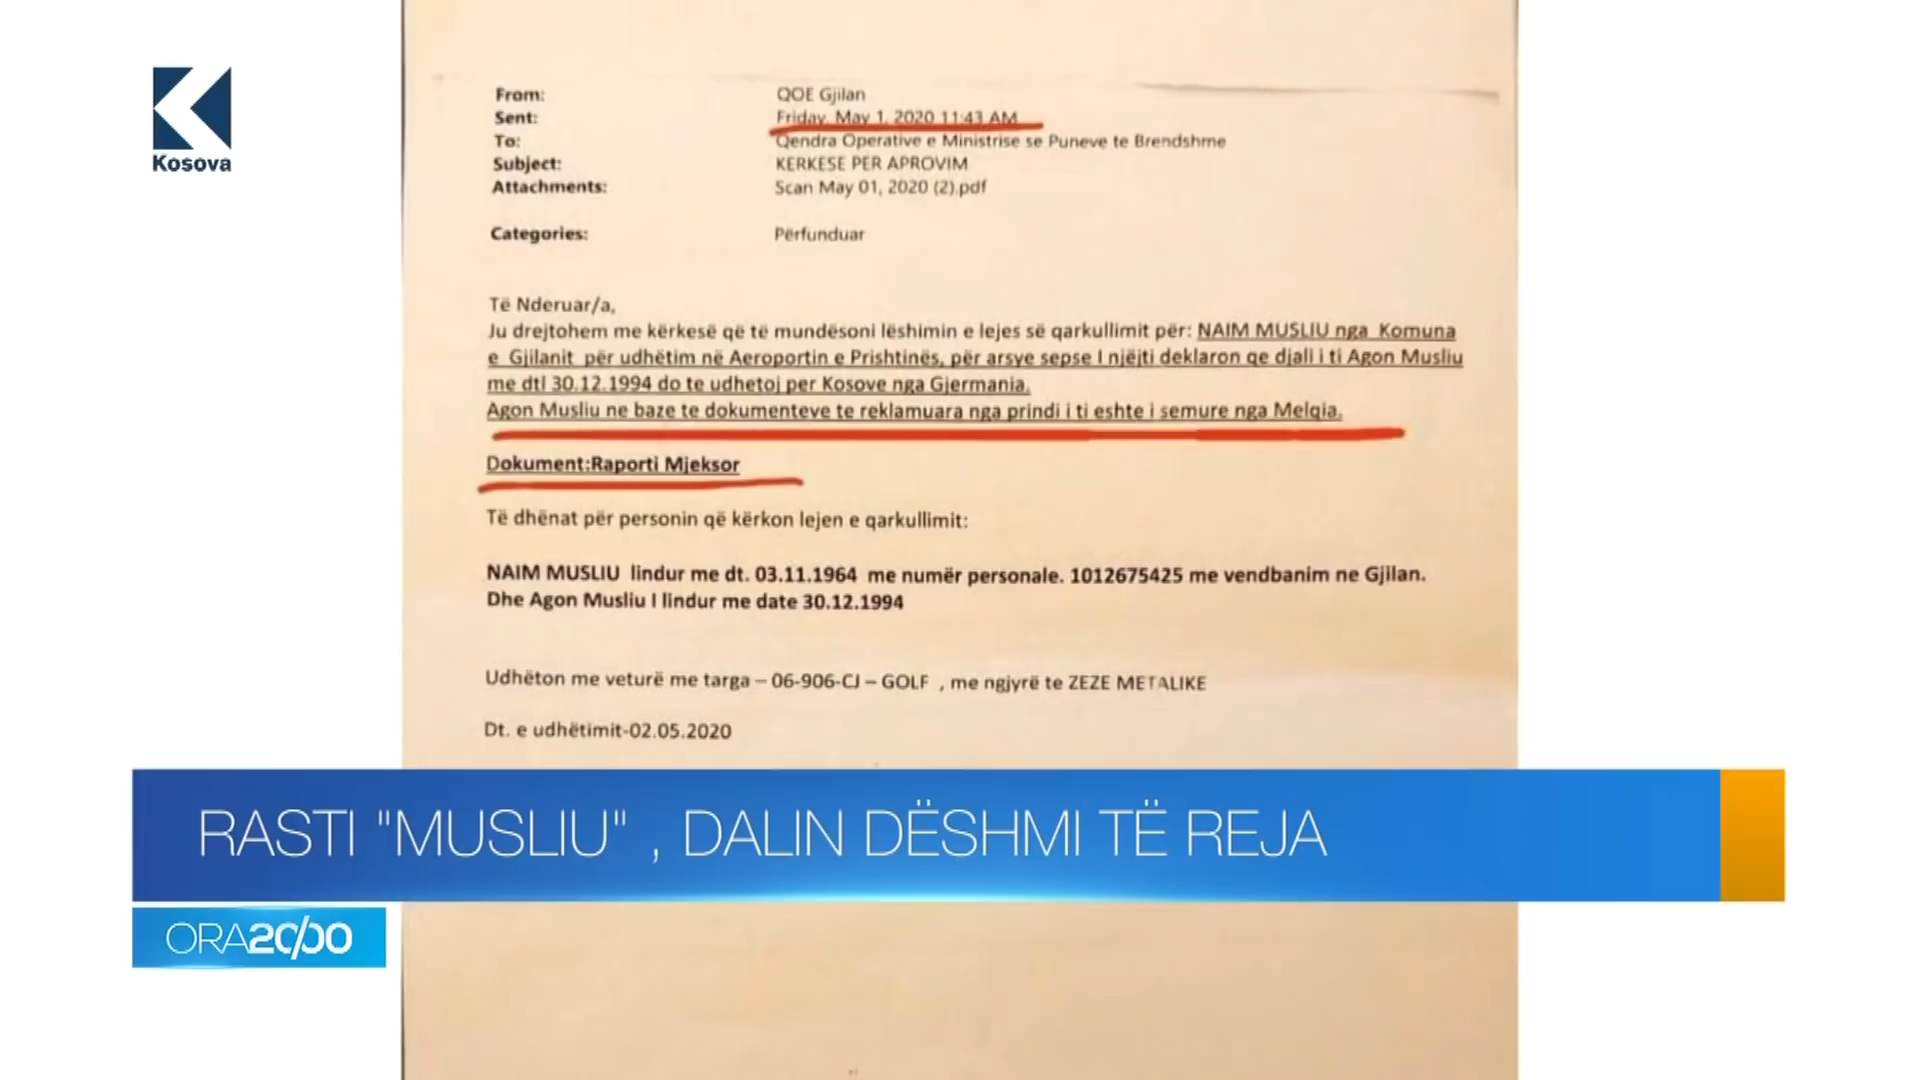 Kosova
From: QOE Gjilan
Sent: Friday, May 1, 2020 11:43 AM
To: Qendra Operative e Ministrise se Puneve te Brendshme
Subject: KERKESE PER APROVIM
Attachments: Scan May 01, 2020 (2).pdf
Categories: Përfunduar
Të Nderuar/a,
Ju drejtohem me kërkesë që të mundësoni lëshimin e lejes së qarkullimit për: NAIM MUSLIU nga Komuna
e Gjilanit për udhëtim në Aeroportin e Prishtinës, për arsye sepse I njëjti deklaron qe djali i ti Agon Musliu
me dtl 30.12.1994 do te udhetoj per Kosove nga Gjermania.
Agon Musliu ne baze te dokumenteve te reklamuara nga prindi i ti eshte i semure nga Melqia.
Dokument:Raporti Mjeksor
Të dhënat për personin që kërkon lejen e qarkullimit:
NAIM MUSLIU lindur me dt. 03.11.1964 me numër personale. 1012675425 me vendbanim ne Gjilan.
Dhe Agon Musliu I lindur me date 30.12.1994
Udhëton me veturë me targa – 06-906-CJ – GOLF , me ngjyrë te ZEZE METALIKE
Dt. e udhëtimit-02.05.2020
RASTI "MUSLIU" , DALIN DËSHMI TË REJA
ORA20/00